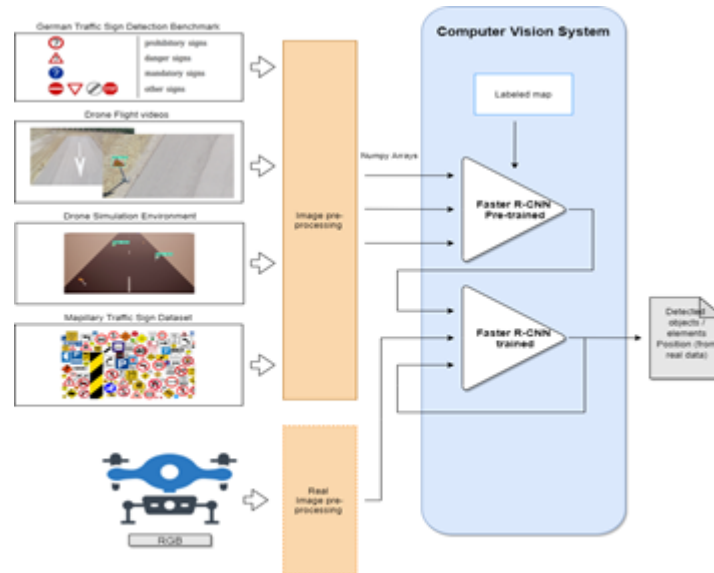 German Traffic Sign Detection Benchmark
prohibitory signs
danger signs
mandatory signs
other signs
Drone Flight videos
Drone Simulation Environment
Mapillary Traffic Sign Dataset
RGB
Image pre-
processing
Real
Image pre-
processing
Numpy Arrays
Computer Vision System
Labeled map
Faster R-CNN
Pre-trained
Faster R-CNN
trained
Detected
objects /
elements
Position (from
real data)